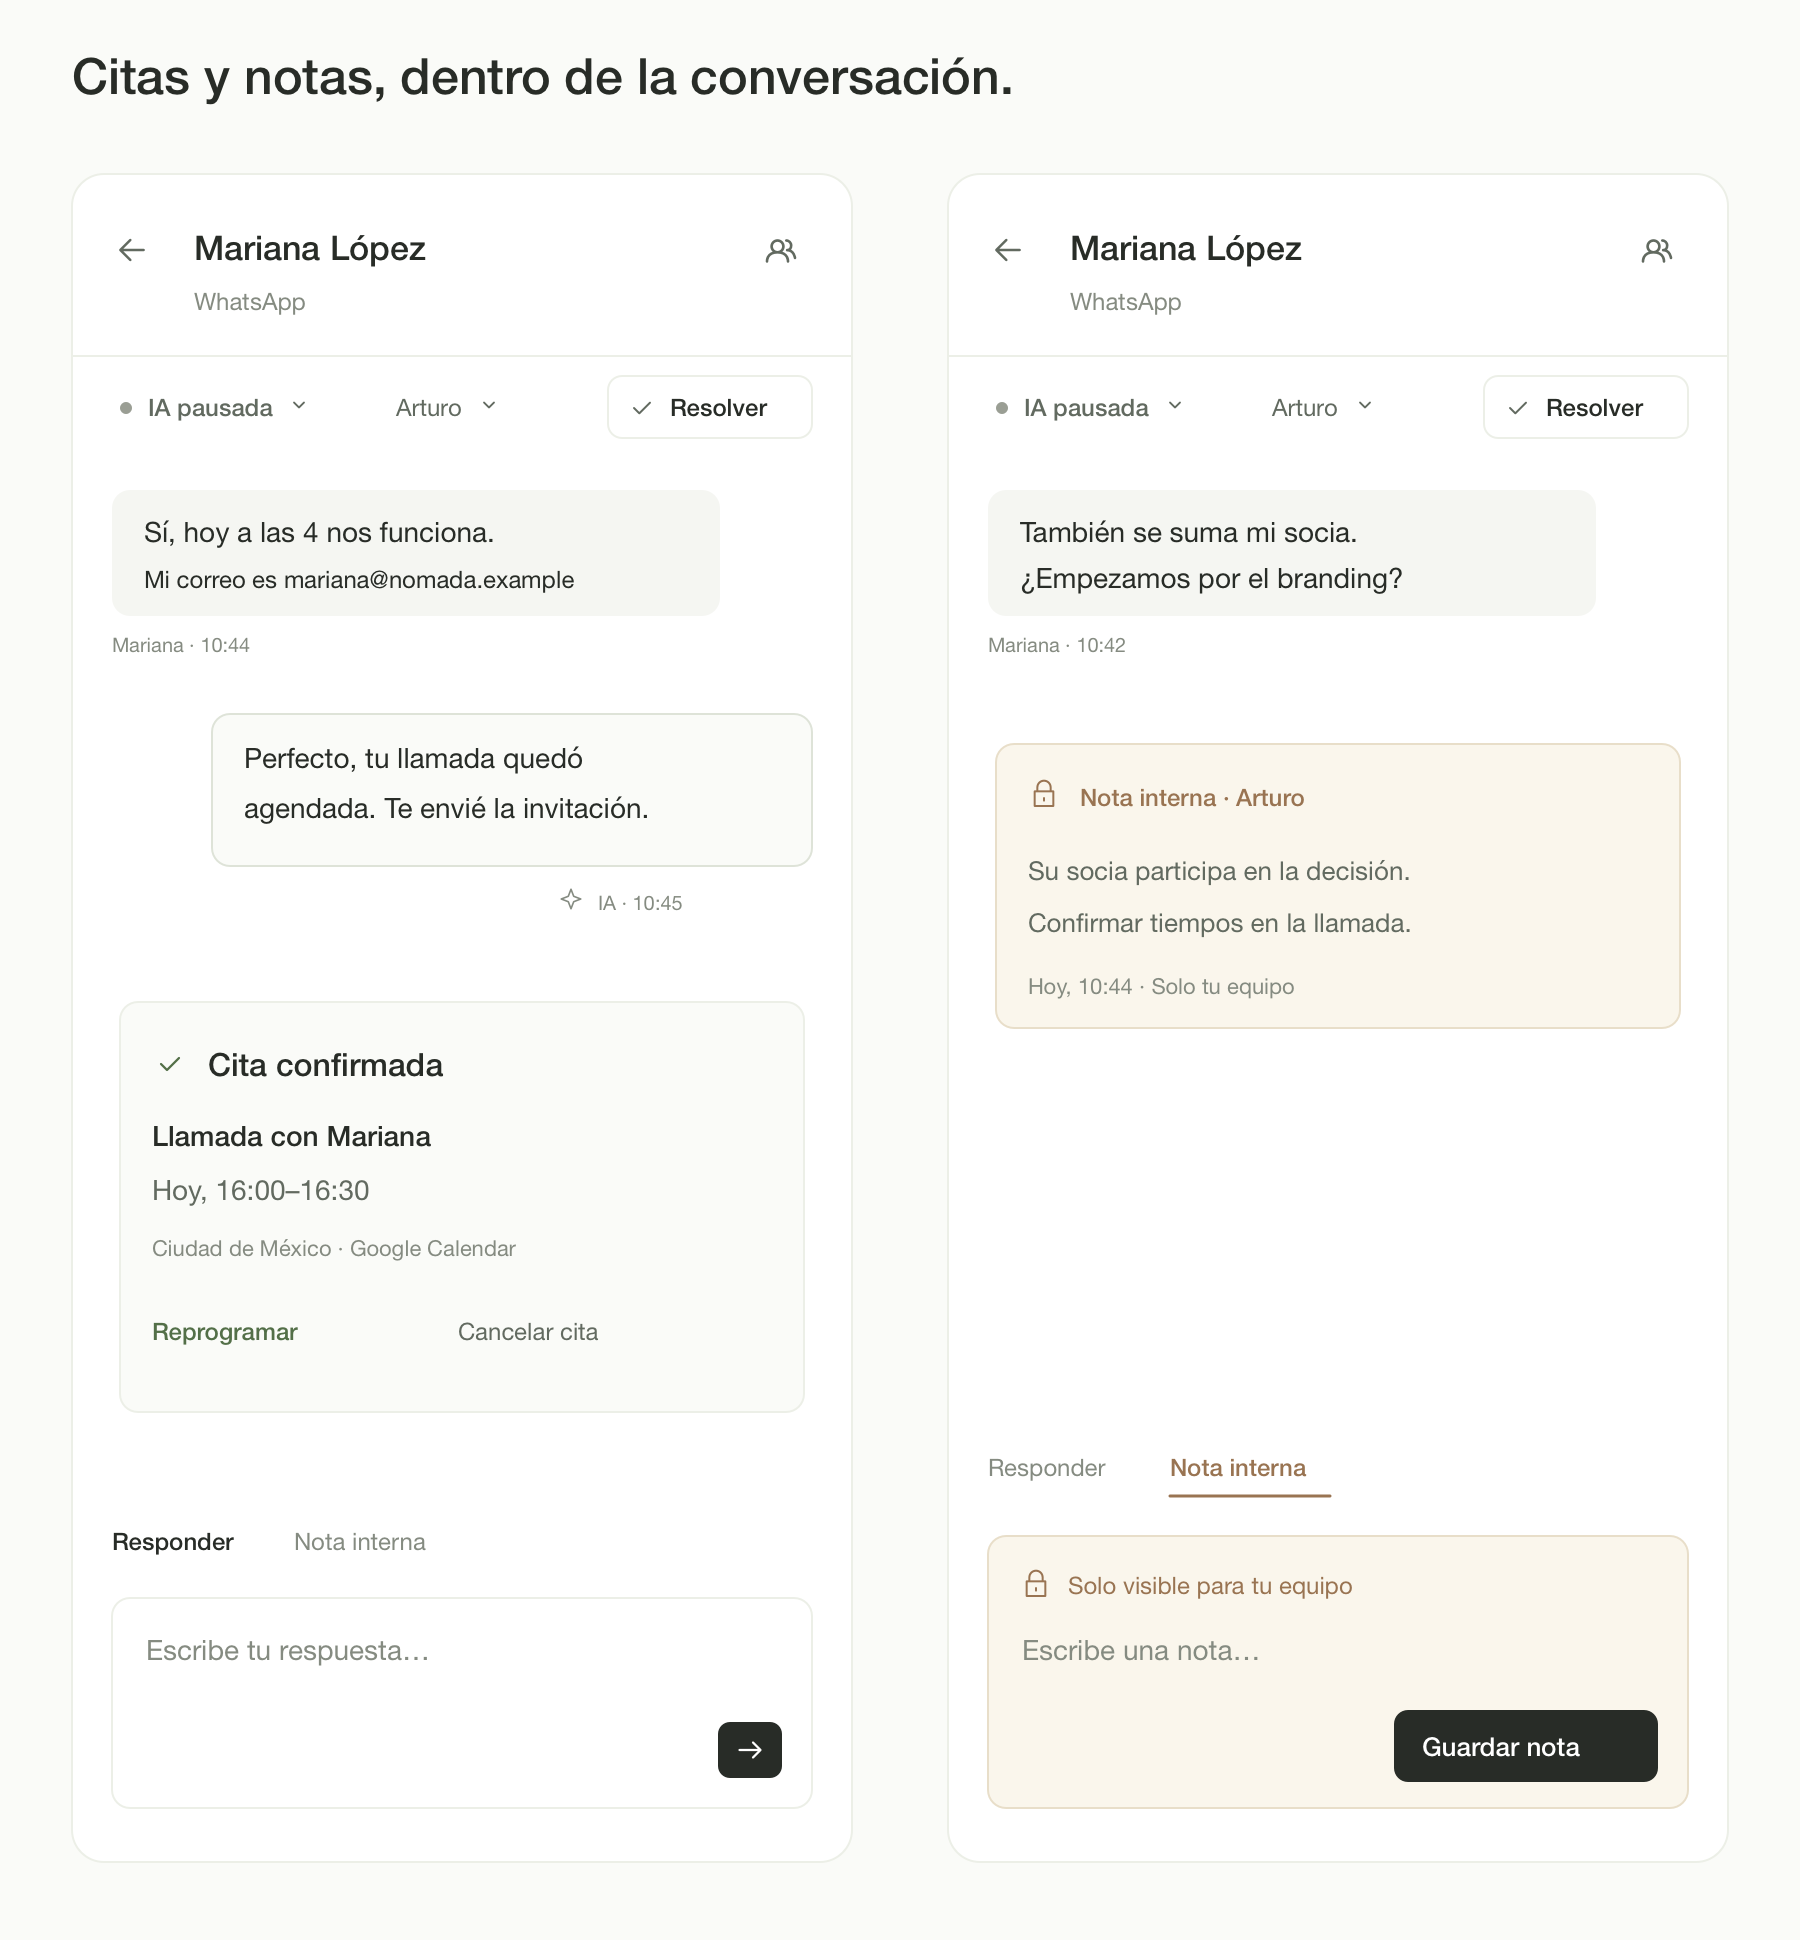 Citas y notas, dentro de la conversación.
Mariana López
WhatsApp
IA pausada
Arturo
Resolver
Sí, hoy a las 4 nos funciona.
Mi correo es mariana@nomada.example
Mariana · 10:44
Perfecto, tu llamada quedó
agendada. Te envié la invitación.
IA · 10:45
Cita confirmada
Llamada con Mariana
Hoy, 16:00–16:30
Ciudad de México · Google Calendar
Reprogramar
Cancelar cita
Responder
Nota interna
Escribe tu respuesta…
Mariana López
WhatsApp
IA pausada
Arturo
Resolver
También se suma mi socia.
¿Empezamos por el branding?
Mariana · 10:42
Nota interna · Arturo
Su socia participa en la decisión.
Confirmar tiempos en la llamada.
Hoy, 10:44 · Solo tu equipo
Responder
Nota interna
Solo visible para tu equipo
Escribe una nota…
Guardar nota